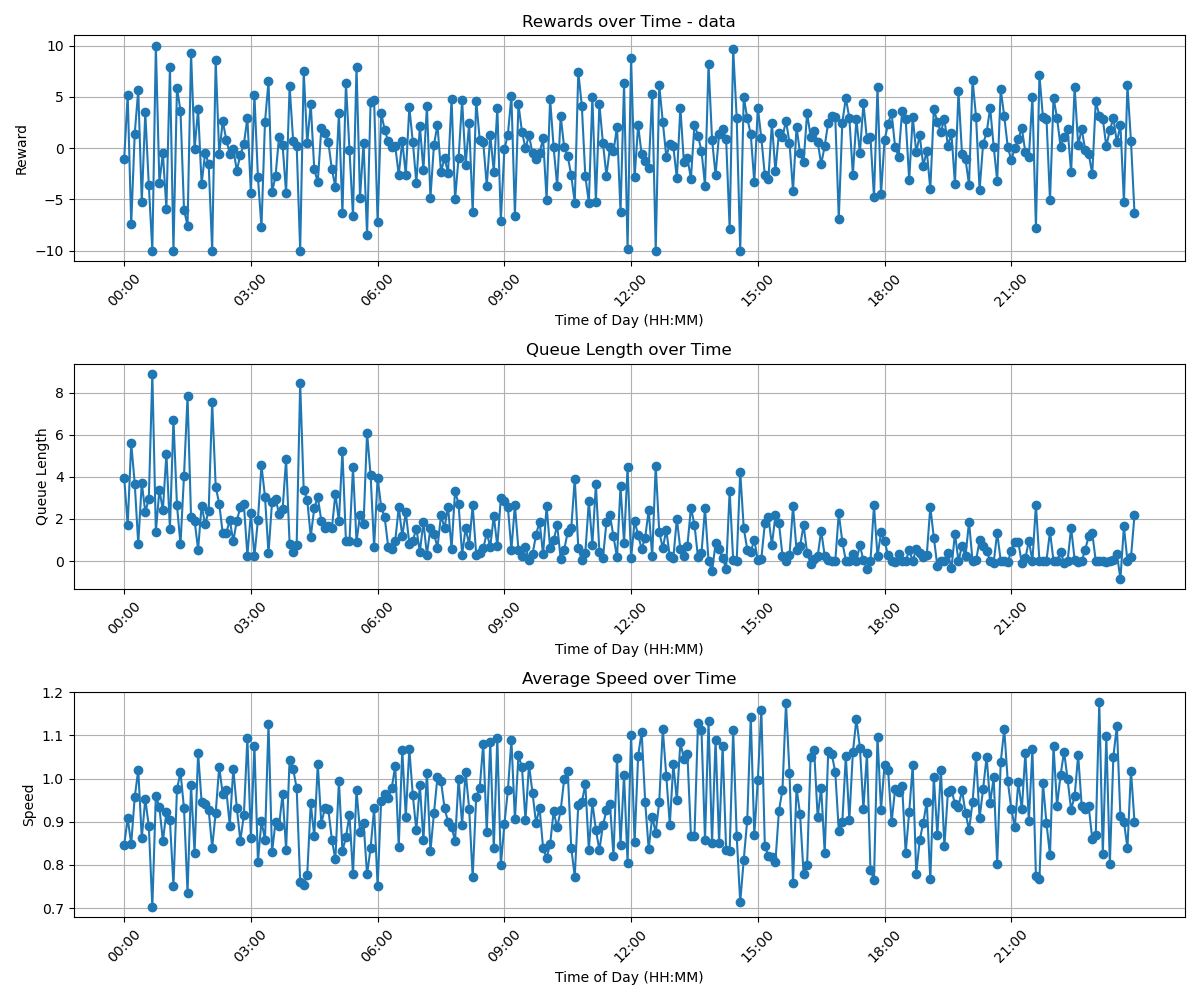 Rewards over Time - data
10
5
0
−5
−10
Reward
00:00 03:00 06:00 09:00 12:00 15:00 18:00 21:00
Time of Day (HH:MM)
Queue Length over Time
8
6
4
2
0
Queue Length
00:00 03:00 06:00 09:00 12:00 15:00 18:00 21:00
Time of Day (HH:MM)
Average Speed over Time
1.2
1.1
1.0
0.9
0.8
0.7
Speed
00:00 03:00 06:00 09:00 12:00 15:00 18:00 21:00
Time of Day (HH:MM)